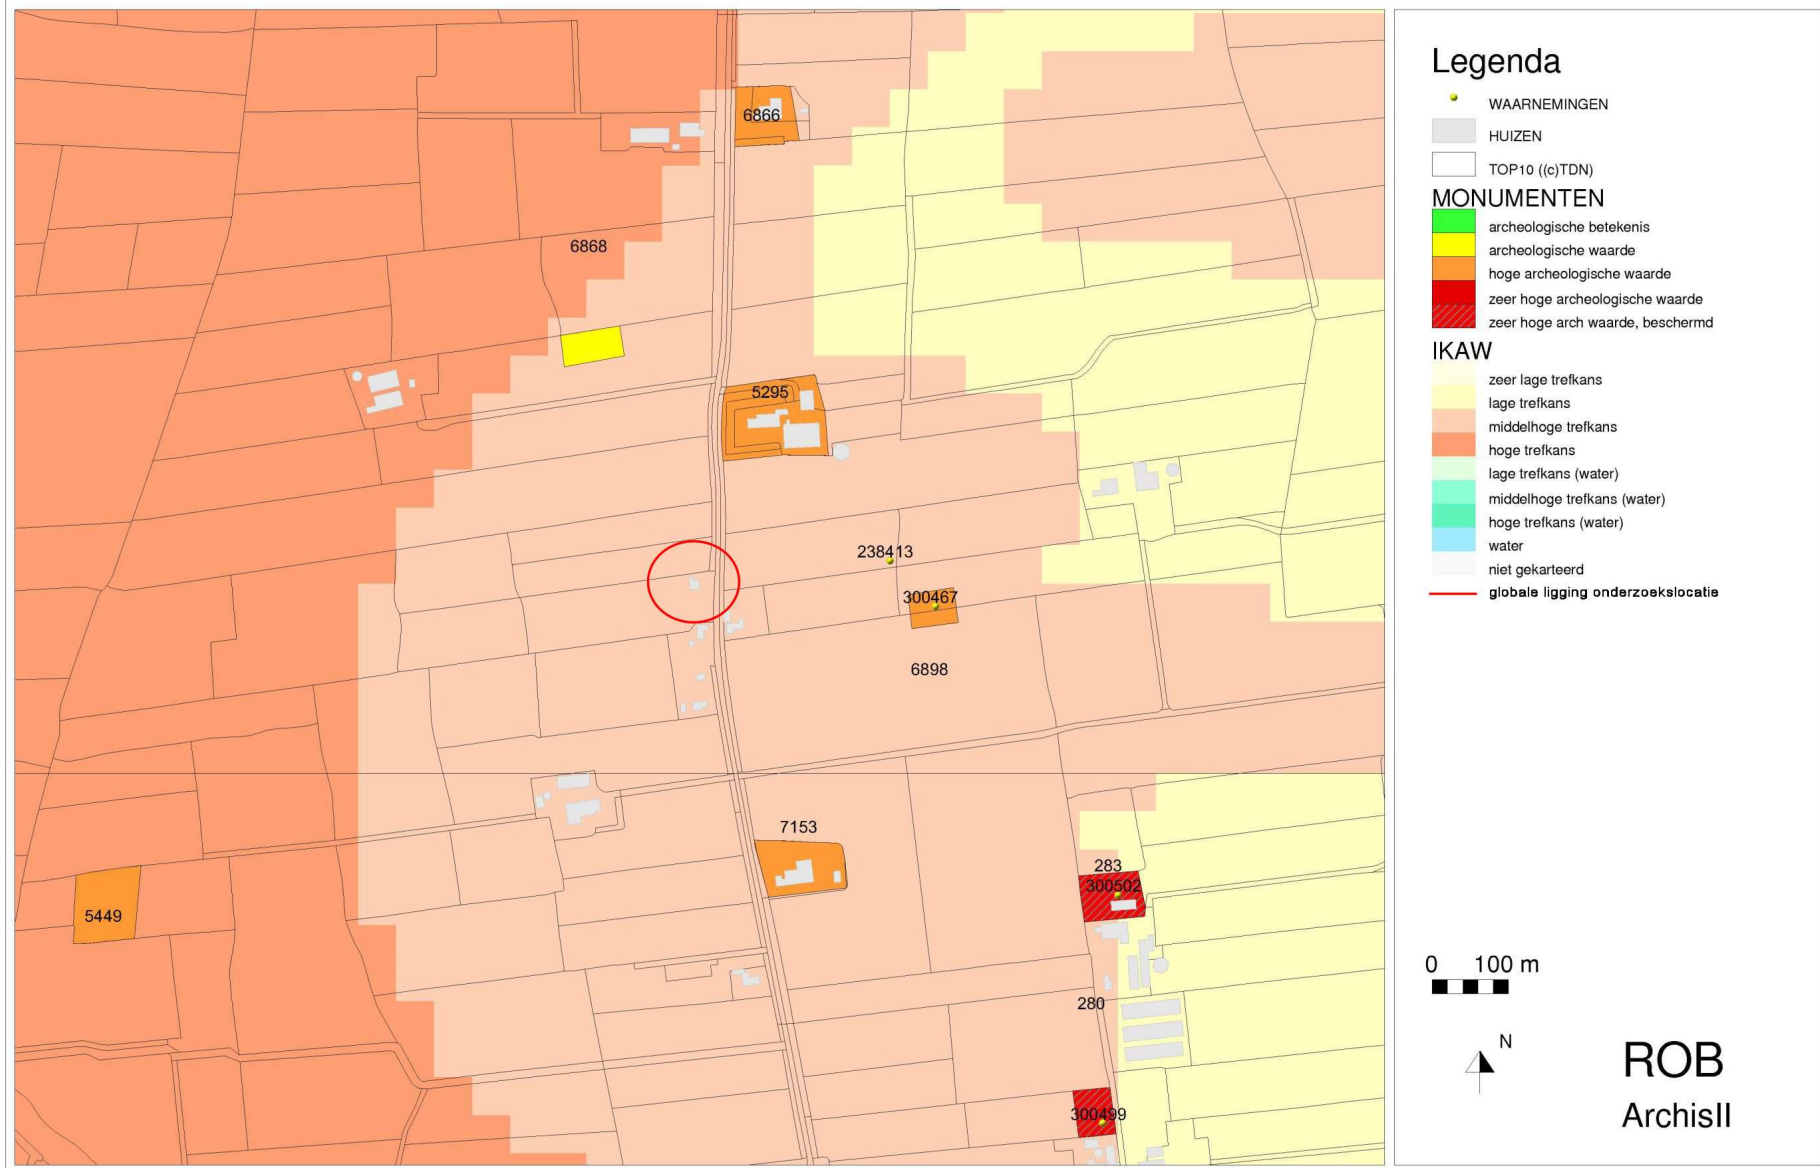 6866
6868
5295
238413
300467
6898
7153
283
300502
5449
280
300499
Legenda
WAARNEMINGEN
HUIZEN
TOP10 ((c)TDN)
MONUMENTEN
archeologische betekenis
archeologische waarde
hoge archeologische waarde
zeer hoge archeologische waarde
zeer hoge arch waarde, beschermd
IKAW
zeer lage trefkans
lage trefkans
middelhoge trefkans
hoge trefkans
lage trefkans (water)
middelhoge trefkans (water)
hoge trefkans (water)
water
niet gekarteerd
globale ligging onderzoekslocatie
0 100 m
N
ROB
ArchisII